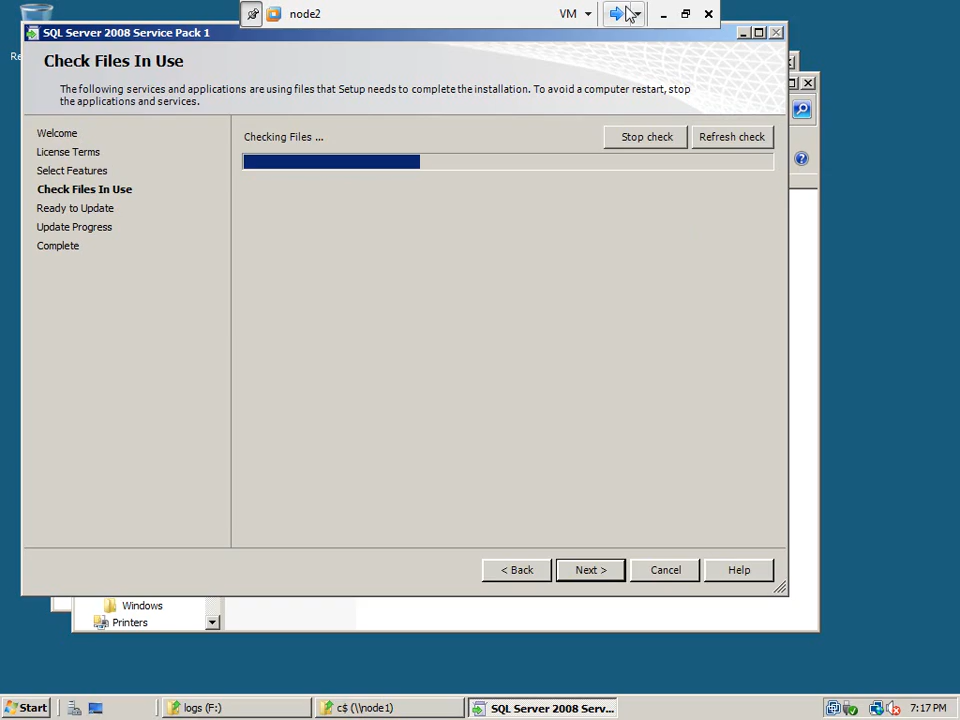 node2
VM
Re
SQL Server 2008 Service Pack 1
Check Files In Use
The following services and applications are using files that Setup needs to complete the installation. To avoid a computer restart, stop
the applications and services.
Welcome
License Terms
Select Features
Check Files In Use
Ready to Update
Update Progress
Complete
Checking Files ...
Stop check
Refresh check
< Back
Next >
Cancel
Help
Windows
Printers
Start
logs (F:)
c$ (\\node1)
SQL Server 2008 Serv...
7:17 PM